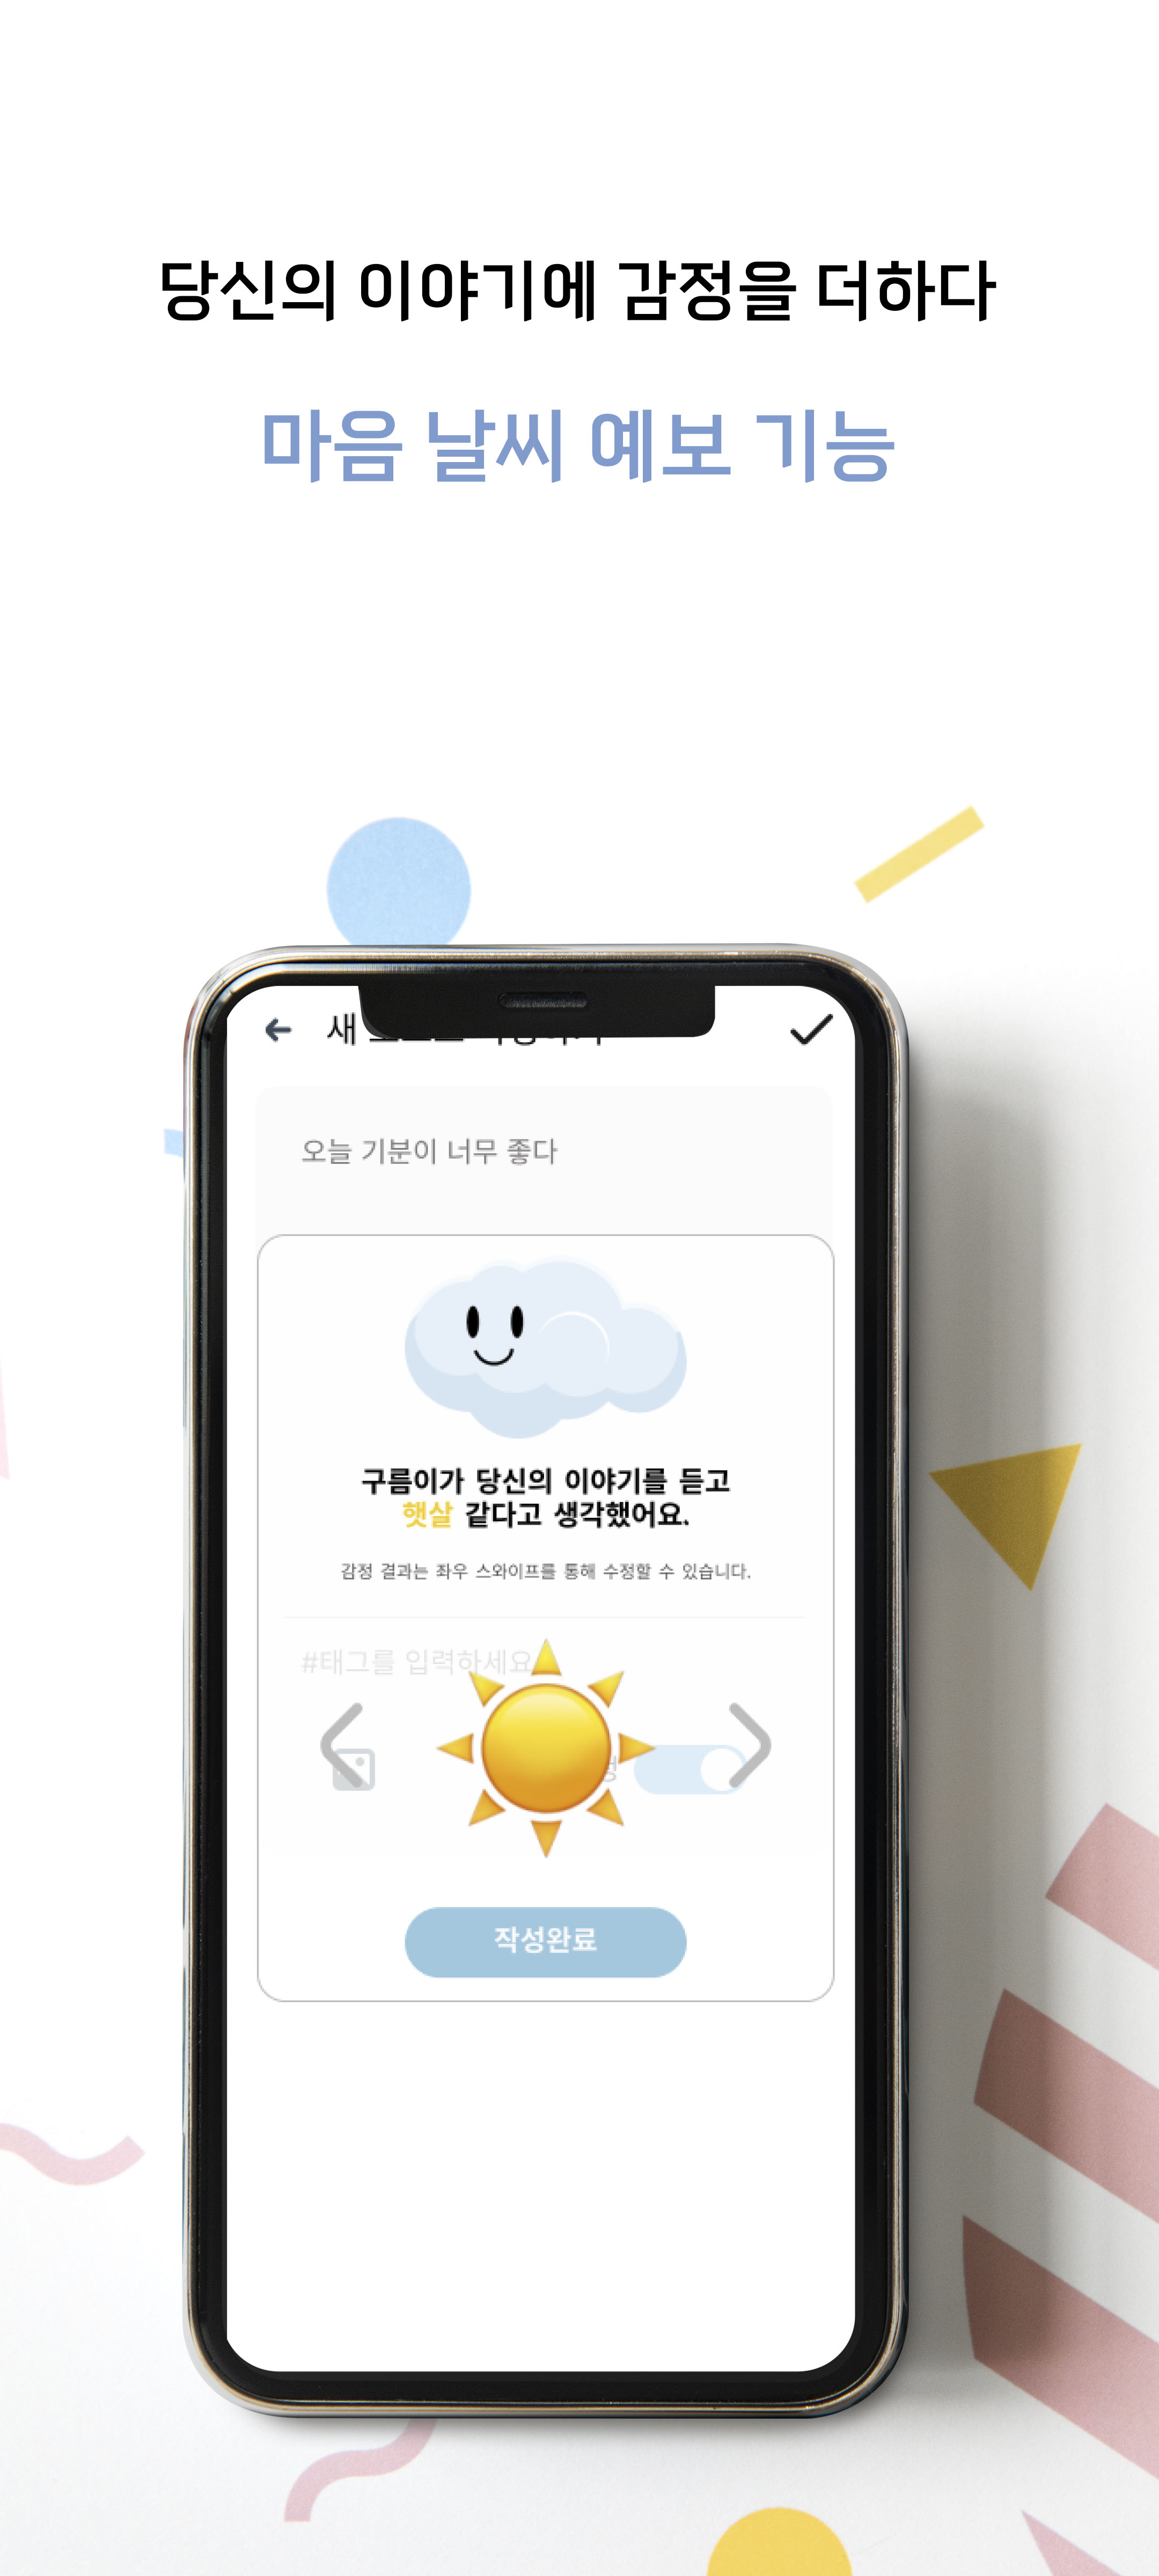 당신의 이야기에 감정을 더하다
마음 날씨 예보 기능
새
오늘 기분이 너무 좋다
구름이가 당신의 이야기를 듣고
햇살 같다고 생각했어요.
감정 결과는 좌우 스와이프를 통해 수정할 수 있습니다.
#태그를 입력하세요
작성완료